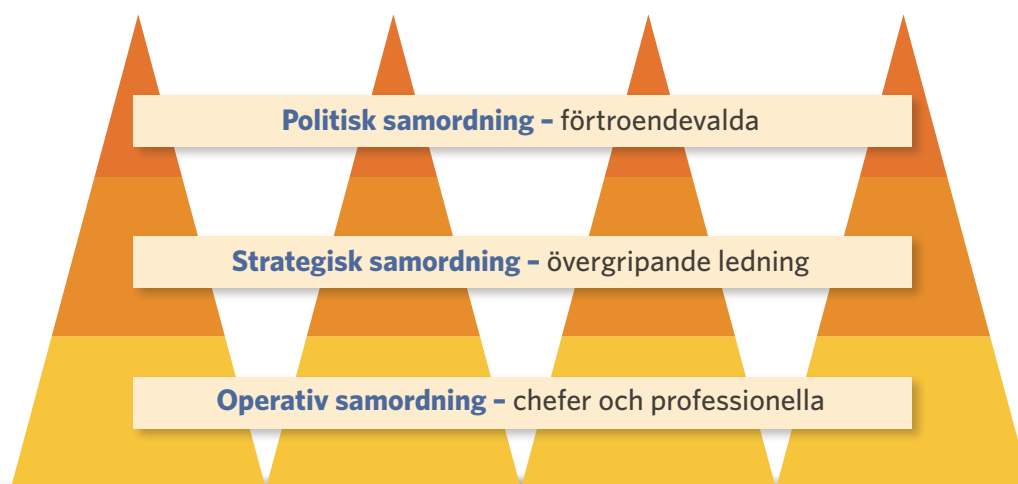 Politisk samordning – förtroendevalda
Strategisk samordning – övergripande ledning
Operativ samordning – chefer och professionella